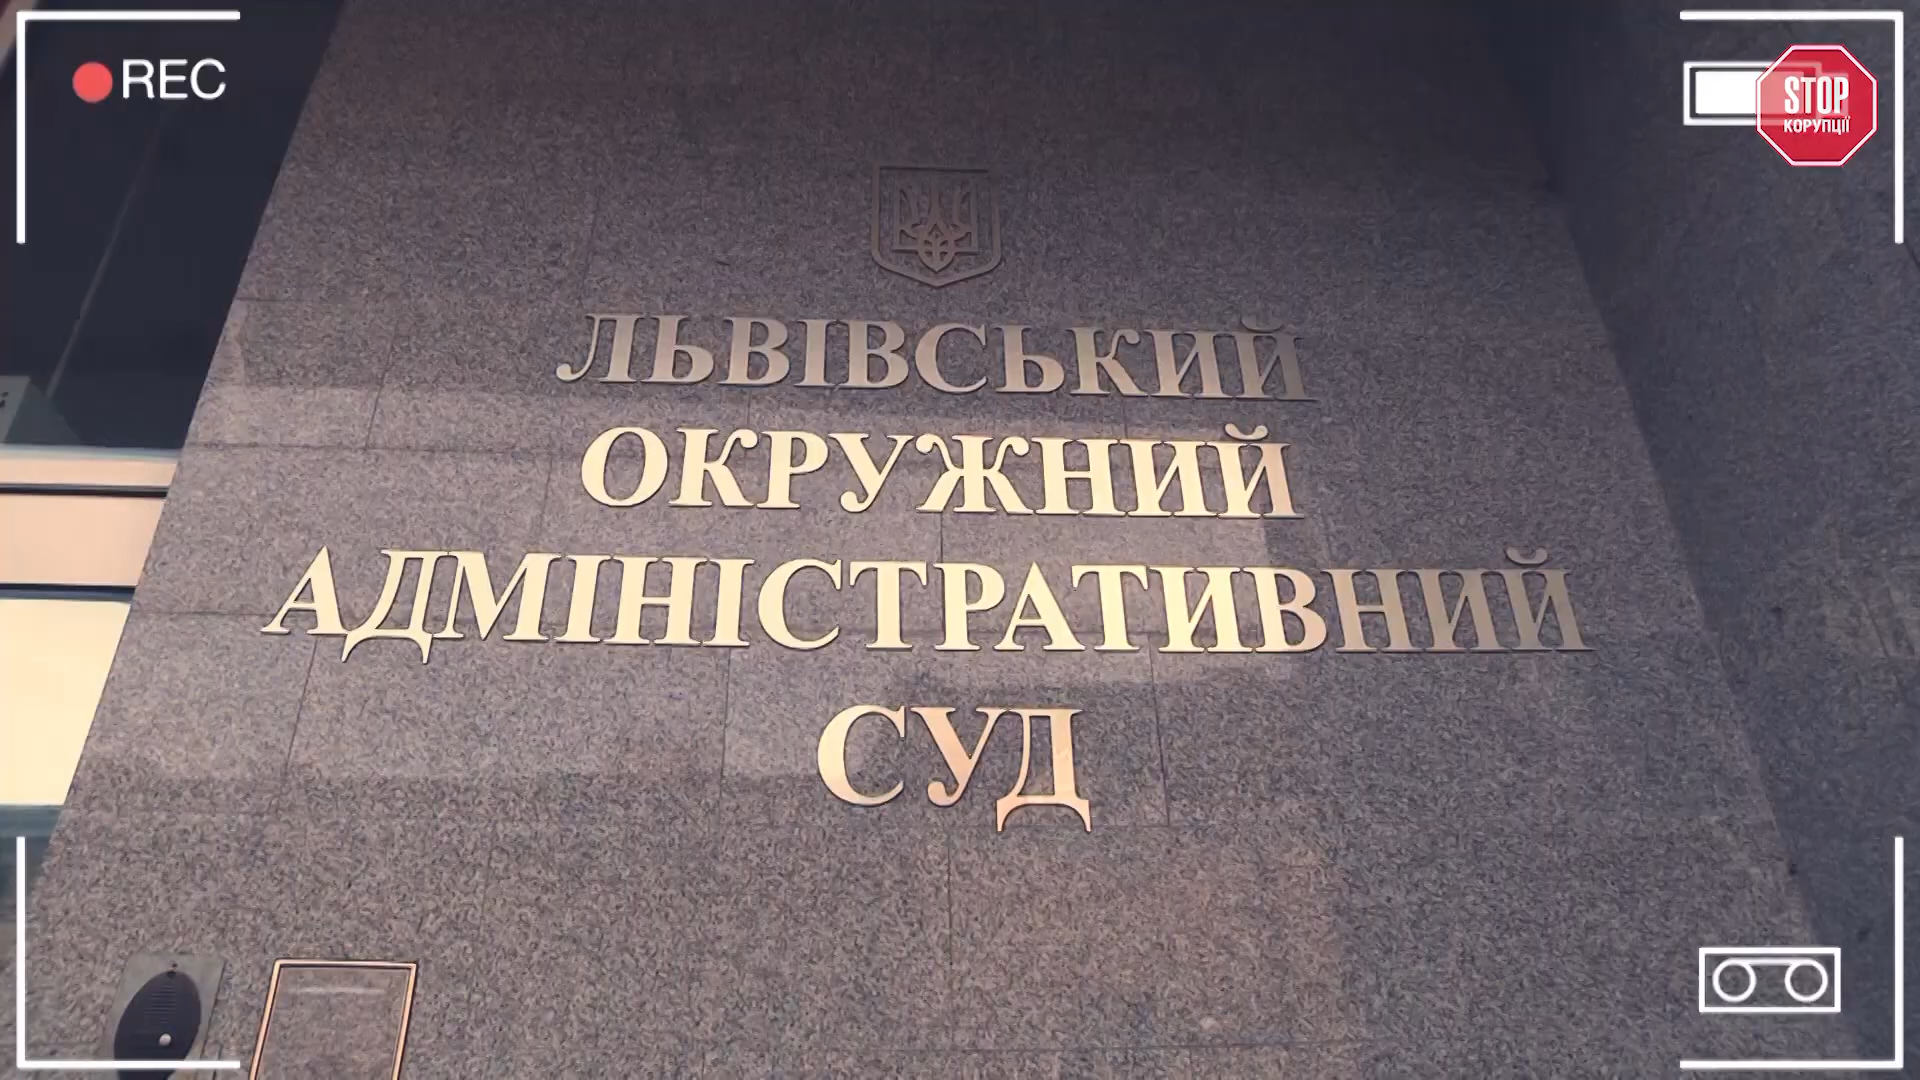 REC
STOP
КОРУПЦІЇ
ЛЬВІВСЬКИЙ
ОКРУЖНИЙ
АДМІНІСТРАТИВНИЙ
СУД